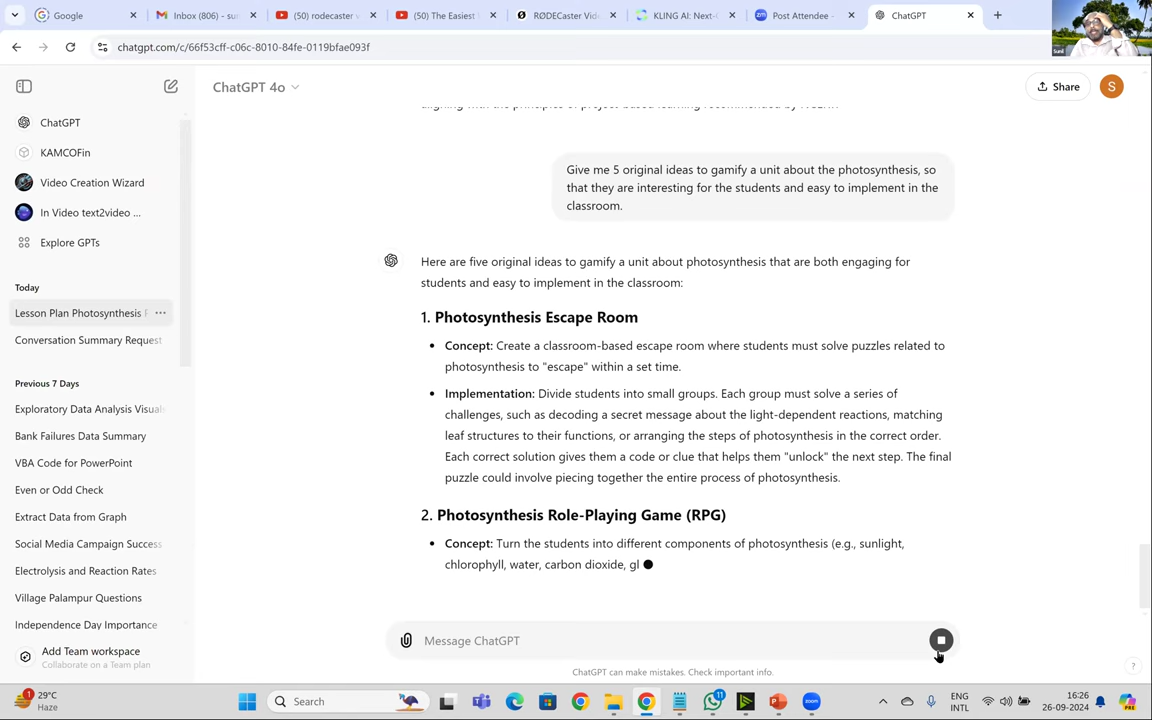 Google
Inbox (806) - su
(50) rodecaster v
(50) The Easiest
RØDECaster Vid
KLING AI: Next-G
Post Attendee -
ChatGPT
chatgpt.com/c/66f53cff-c06c-8010-84fe-0119bfae093f
Sunil
ChatGPT 4o
Share
S
ChatGPT
KAMCOFin
Video Creation Wizard
In Video text2video ...
Explore GPTs
Today
Lesson Plan Photosynthesis
Conversation Summary Request
Previous 7 Days
Exploratory Data Analysis Visual
Bank Failures Data Summary
VBA Code for PowerPoint
Even or Odd Check
Extract Data from Graph
Social Media Campaign Success
Electrolysis and Reaction Rates
Village Palampur Questions
Independence Day Importance
Add Team workspace
Collaborate on a Team plan
Give me 5 original ideas to gamify a unit about the photosynthesis, so
that they are interesting for the students and easy to implement in the
classroom.
Here are five original ideas to gamify a unit about photosynthesis that are both engaging for
students and easy to implement in the classroom:
1. Photosynthesis Escape Room
• Concept: Create a classroom-based escape room where students must solve puzzles related to
photosynthesis to "escape" within a set time.
• Implementation: Divide students into small groups. Each group must solve a series of
challenges, such as decoding a secret message about the light-dependent reactions, matching
leaf structures to their functions, or arranging the steps of photosynthesis in the correct order.
Each correct solution gives them a code or clue that helps them "unlock" the next step. The final
puzzle could involve piecing together the entire process of photosynthesis.
2. Photosynthesis Role-Playing Game (RPG)
• Concept: Turn the students into different components of photosynthesis (e.g., sunlight,
chlorophyll, water, carbon dioxide, gl
Message ChatGPT
ChatGPT can make mistakes. Check important info.
?
1
29°C
Haze
Search
11
zoom
ENG
INTL
16:26
26-09-2024
PRE